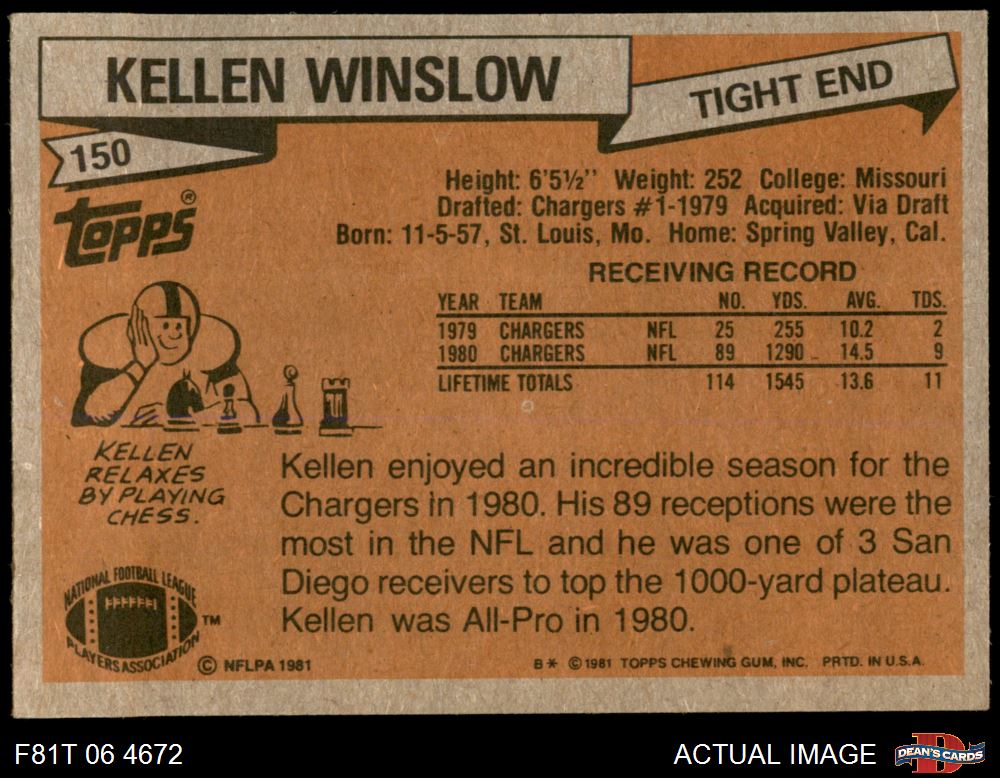 KELLEN WINSLOW
TIGHT END
150
TOPPS®
Height: 6'5½'' Weight: 252 College: Missouri
Drafted: Chargers #1-1979 Acquired: Via Draft
Born: 11-5-57, St. Louis, Mo. Home: Spring Valley, Cal.
RECEIVING RECORD
YEAR TEAM NO. YDS. AVG. TDS.
1979 CHARGERS NFL 25 255 10.2 2
1980 CHARGERS NFL 89 1290 14.5 9
LIFETIME TOTALS 114 1545 13.6 11
KELLEN
RELAXES
BY PLAYING
CHESS.
Kellen enjoyed an incredible season for the
Chargers in 1980. His 89 receptions were the
most in the NFL and he was one of 3 San
Diego receivers to top the 1000-yard plateau.
Kellen was All-Pro in 1980.
NATIONAL FOOTBALL LEAGUE
PLAYERS ASSOCIATION
TM
© NFLPA 1981
B* © 1981 TOPPS CHEWING GUM, INC. PRTD. IN U.S.A.
F81T 06 4672
ACTUAL IMAGE
D
DEAN'S CARDS